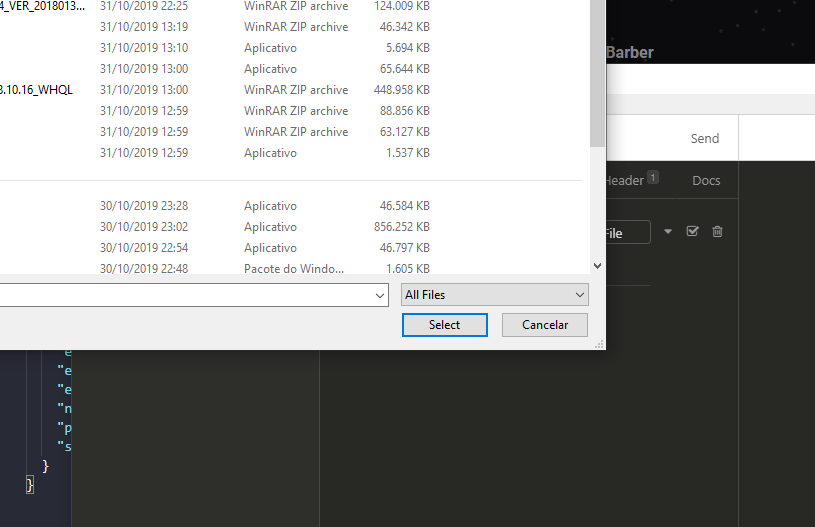 4_VER_2018013... 31/10/2019 22:25 WinRAR ZIP archive 124.009 KB
31/10/2019 13:19 WinRAR ZIP archive 46.342 KB
31/10/2019 13:10 Aplicativo 5.694 KB
Barber
31/10/2019 13:00 Aplicativo 65.644 KB
3.10.16_WHQL 31/10/2019 13:00 WinRAR ZIP archive 448.958 KB
31/10/2019 12:59 WinRAR ZIP archive 88.856 KB
31/10/2019 12:59 WinRAR ZIP archive 63.127 KB
Send
31/10/2019 12:59 Aplicativo 1.537 KB
Header 1 Docs
30/10/2019 23:28 Aplicativo 46.584 KB
30/10/2019 23:02 Aplicativo 856.252 KB
File
30/10/2019 22:54 Aplicativo 46.797 KB
30/10/2019 22:48 Pacote do Windo... 1.605 KB
All Files
Select Cancelar
"e
"e
"e
"n
"p
"s
}
}